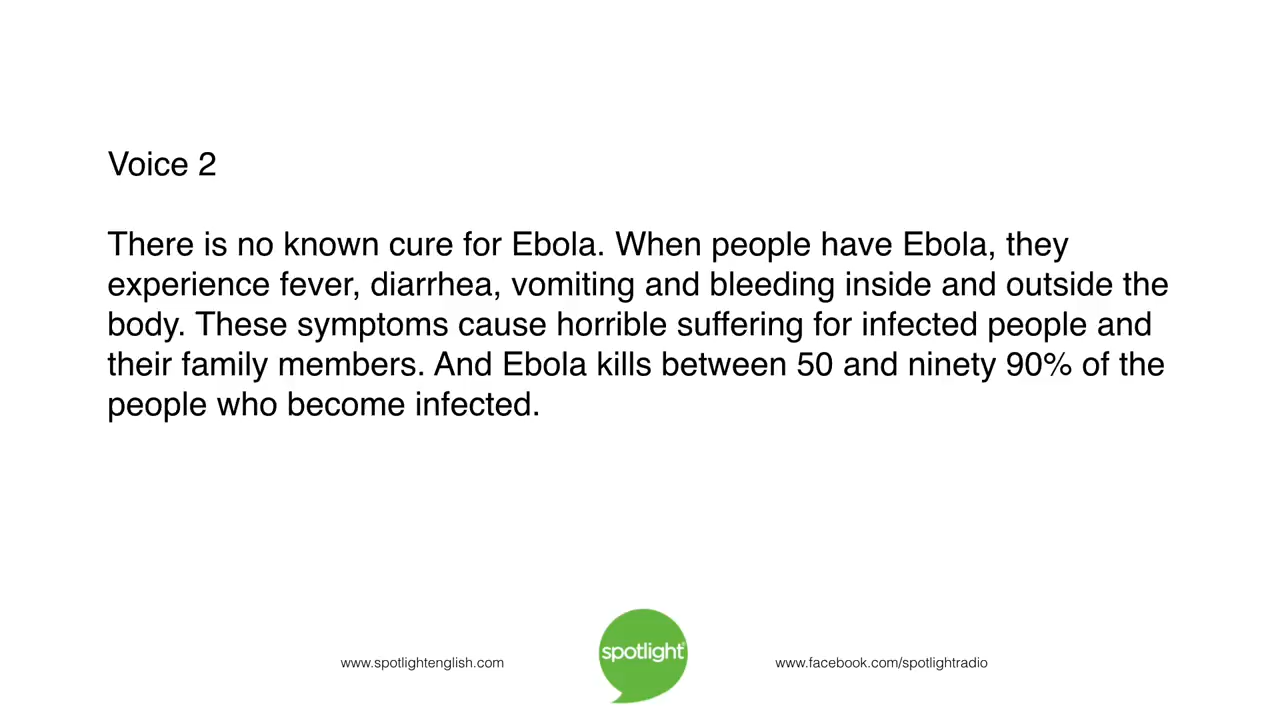 Voice 2
There is no known cure for Ebola. When people have Ebola, they
experience fever, diarrhea, vomiting and bleeding inside and outside the
body. These symptoms cause horrible suffering for infected people and
their family members. And Ebola kills between 50 and ninety 90% of the
people who become infected.
www.spotlightenglish.com
spotlight®
www.facebook.com/spotlightradio